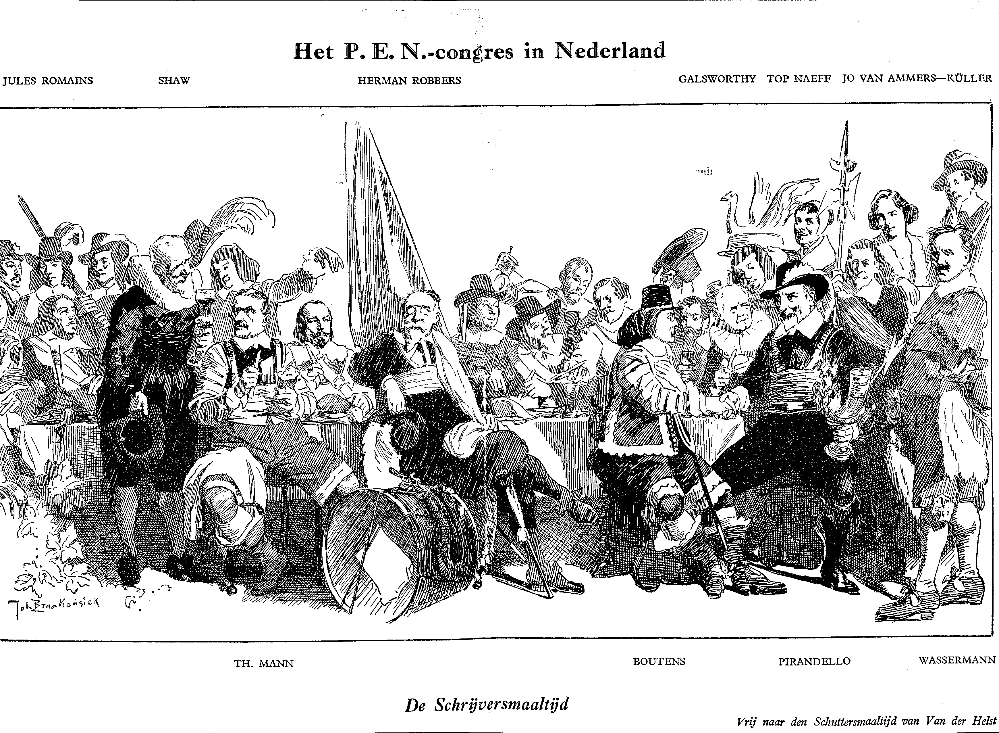 Het P. E. N.-congres in Nederland
JULES ROMAINS SHAW HERMAN ROBBERS GALSWORTHY TOP NAEFF JO VAN AMMERS—KÜLLER
Joh Braakensiek
TH. MANN BOUTENS PIRANDELLO WASSERMANN
De Schrijversmaaltijd
Vrij naar den Schuttersmaaltijd van Van der Helst